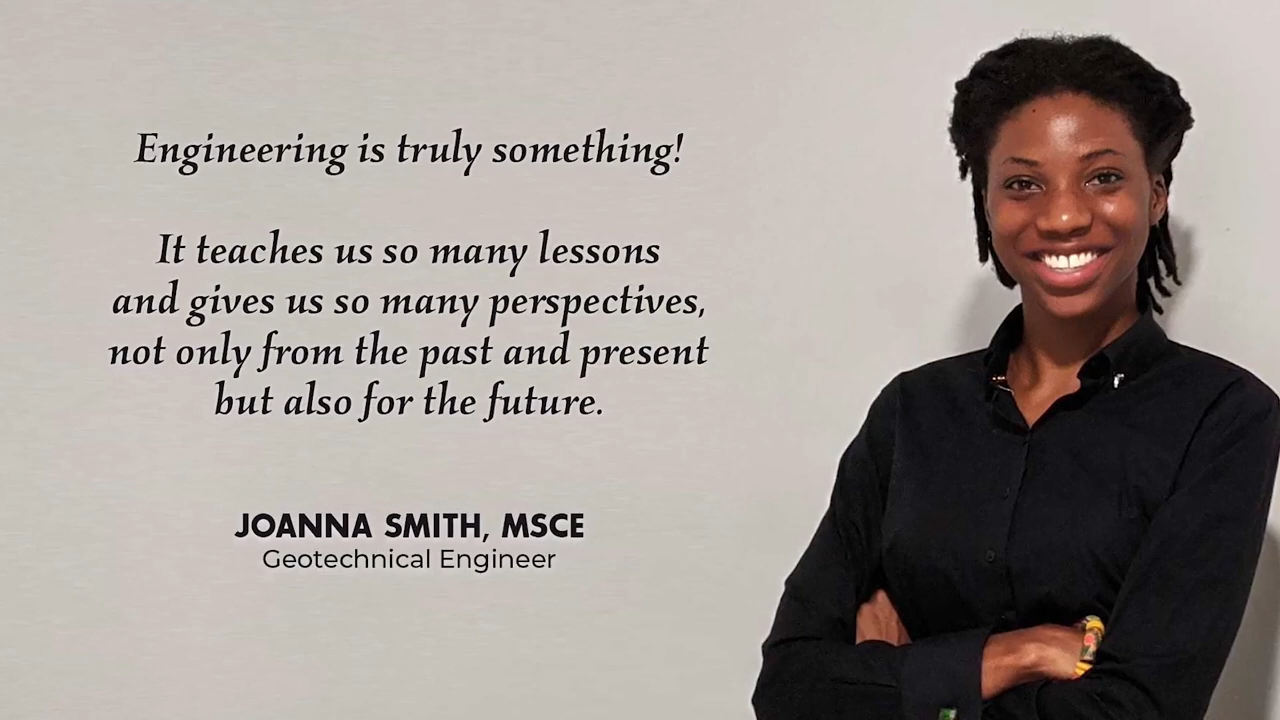 Engineering is truly something!
It teaches us so many lessons
and gives us so many perspectives,
not only from the past and present
but also for the future.
JOANNA SMITH, MSCE
Geotechnical Engineer